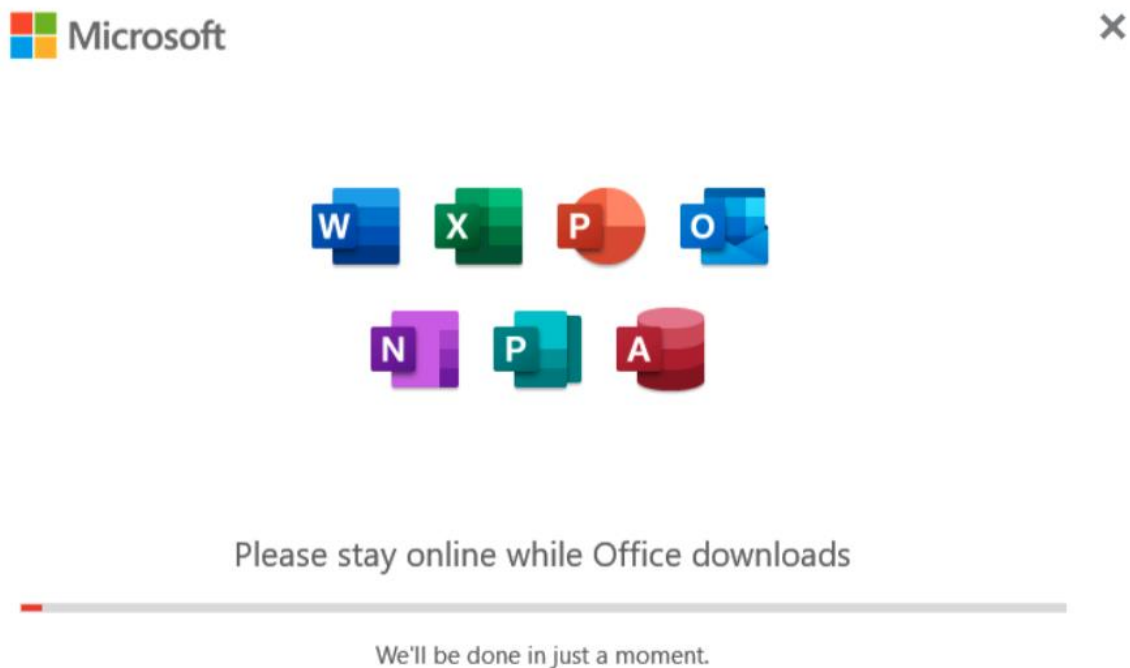 Microsoft
W X P O
N P A
Please stay online while Office downloads
We'll be done in just a moment.